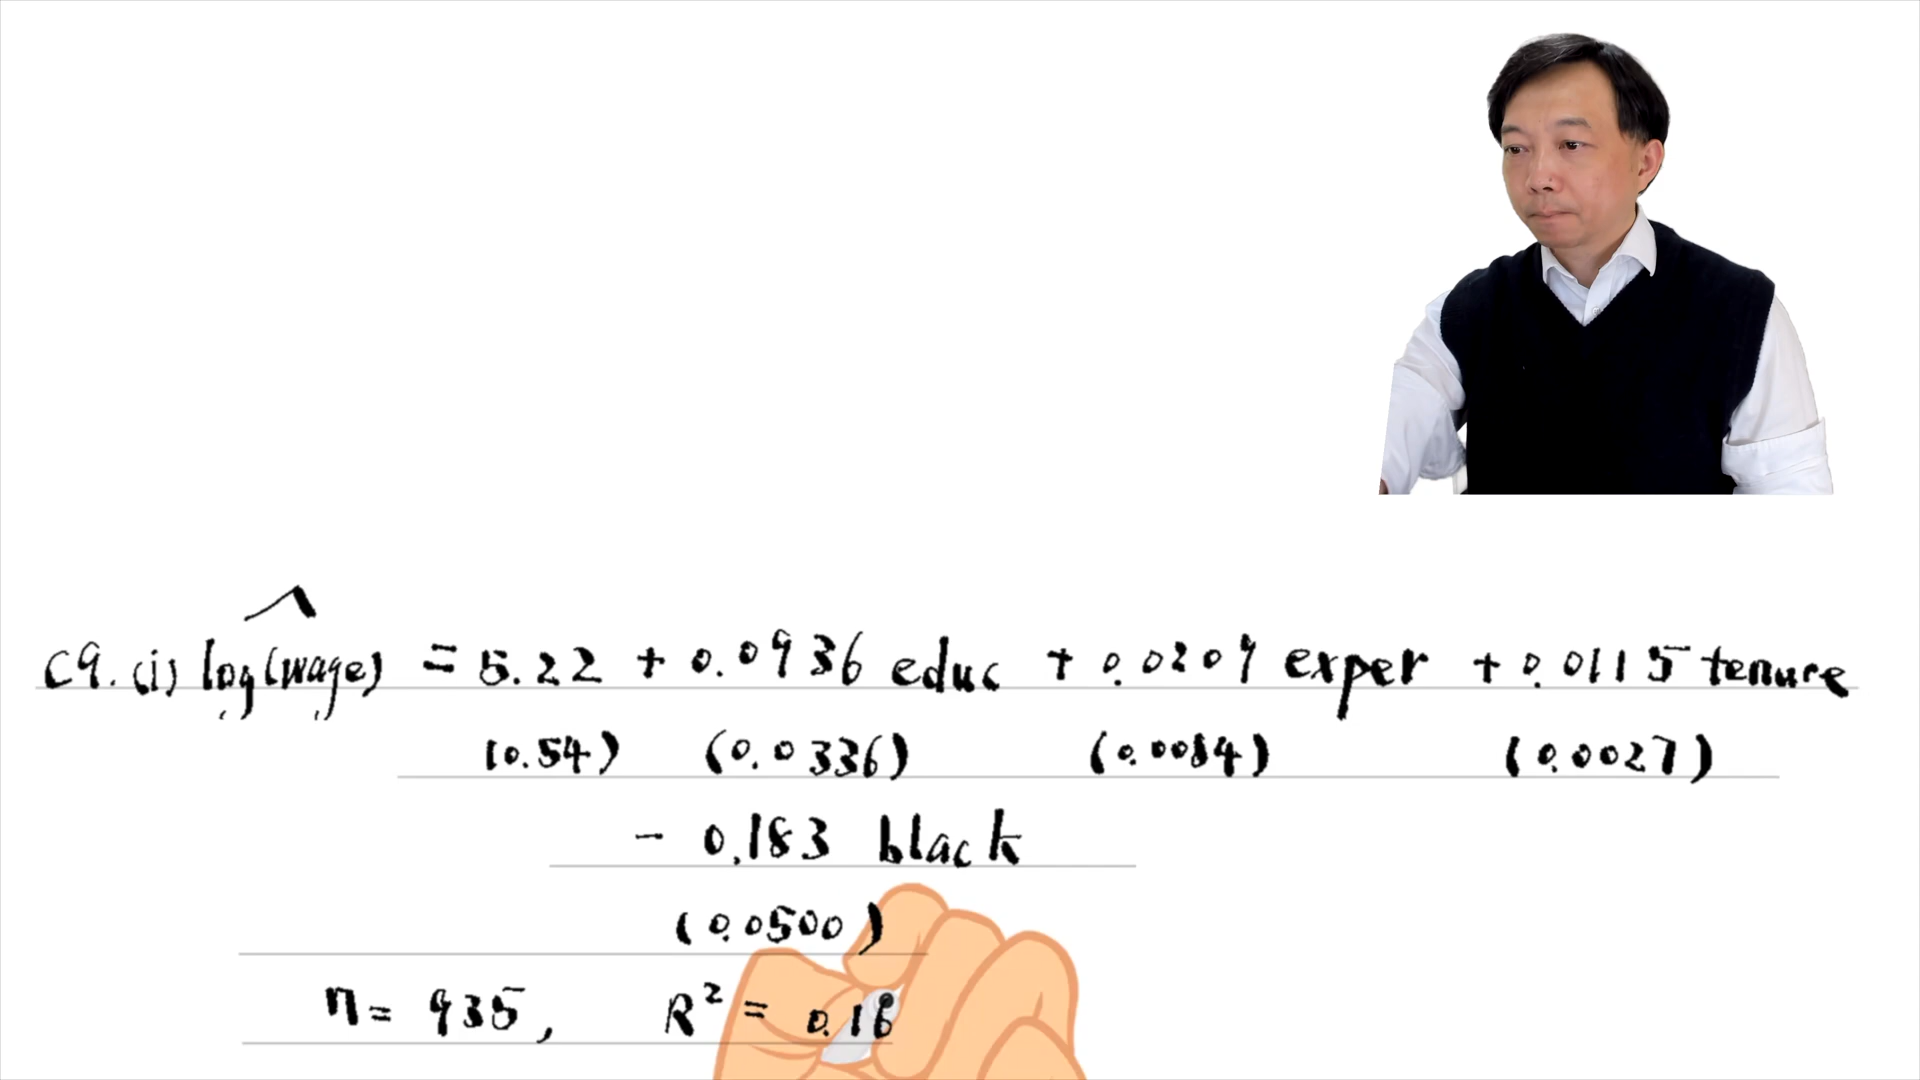 C9. (i) log(wage)^ = 5.22 + 0.0936 educ + 0.0209 exper + 0.0115 tenure
(0.54) (0.0336) (0.0084) (0.0027)
- 0.183 black
(0.0500)
n = 935, R² = 0.16